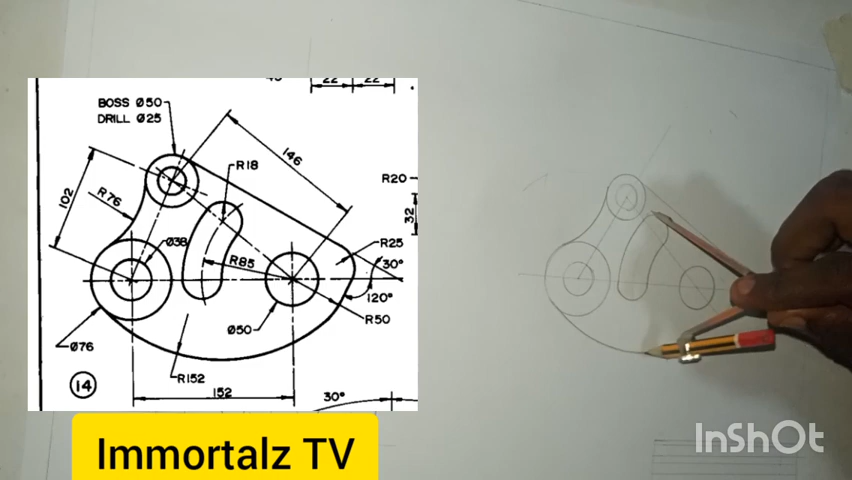 22 22
BOSS Ø50
DRILL Ø25
146
R18
R20
102
R76
32
Ø38
R25
R85
30°
120°
Ø50
R50
Ø76
R152
14
152
30°
Immortalz TV
InShOt